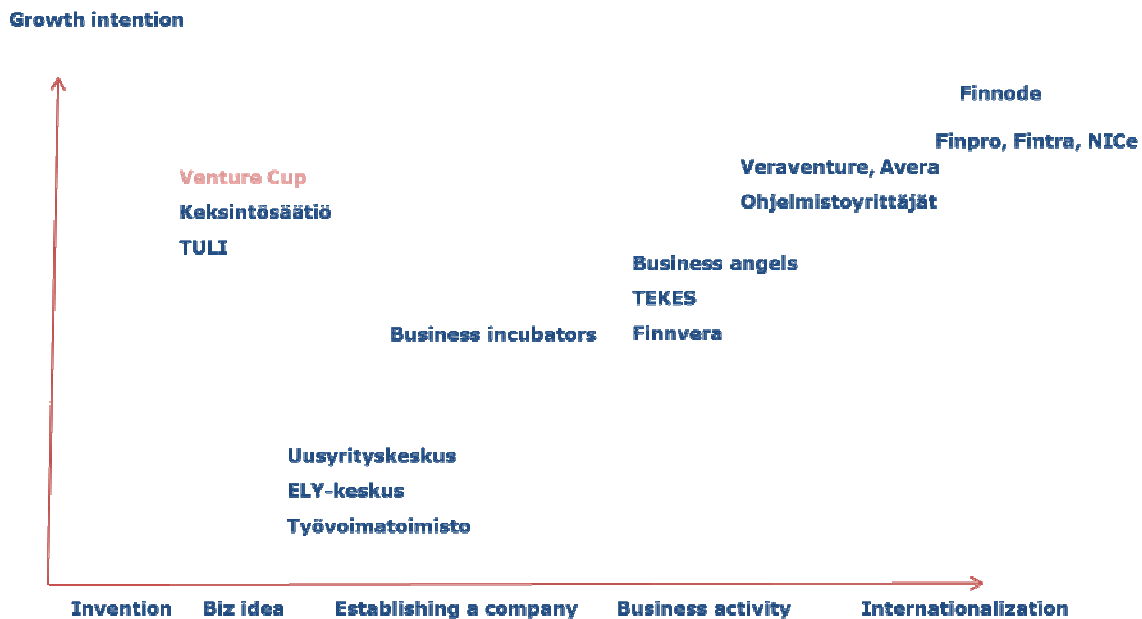 Growth intention
Finnode
Finpro, Fintra, NICe
Veraventure, Avera
Venture Cup
Ohjelmistoyrittäjät
Keksintösäätiö
TULI
Business angels
TEKES
Business incubators
Finnvera
Uusyrityskeskus
ELY-keskus
Työvoimatoimisto
Invention
Biz idea
Establishing a company
Business activity
Internationalization